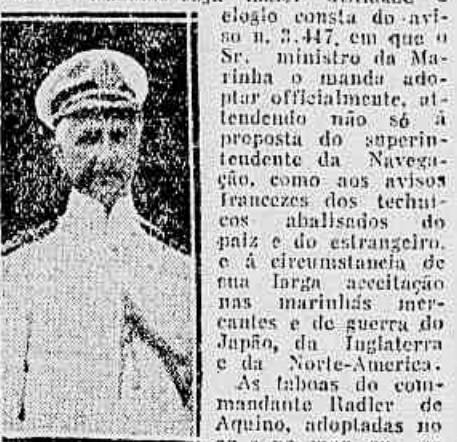 elogio consta do avi-
so n. 3.447, em que o
Sr. ministro da Ma-
rinha o manda ado-
ptar officialmente, at-
tendendo não só á
proposta do superin-
tendente da Navega-
ção, como aos avisos
francezes dos techni-
cos abalisados do
paiz e do estrangeiro,
e á circumstancia de
sua larga acceitação
nas marinhas mer-
cantes e de guerra do
Japão, da Inglaterra
e da Norte-America.
As taboas do com-
mandante Radler de
Aquino, adoptadas no